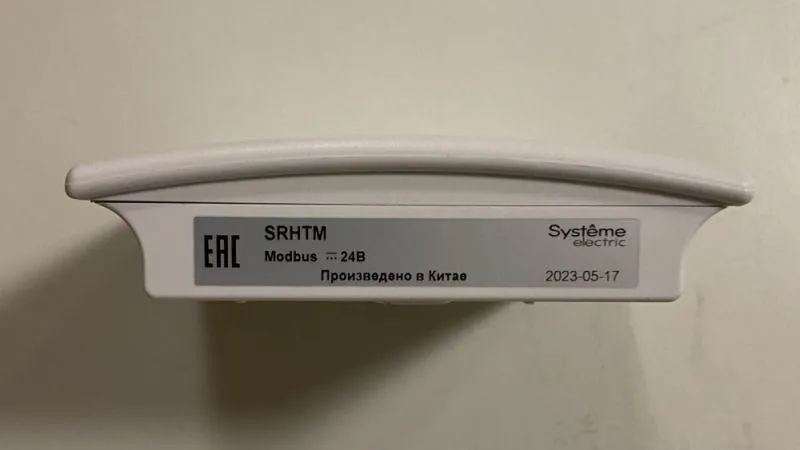 EAC
SRHTM
Modbus ⎓ 24В
Произведено в Китае
Systême
electric
2023-05-17